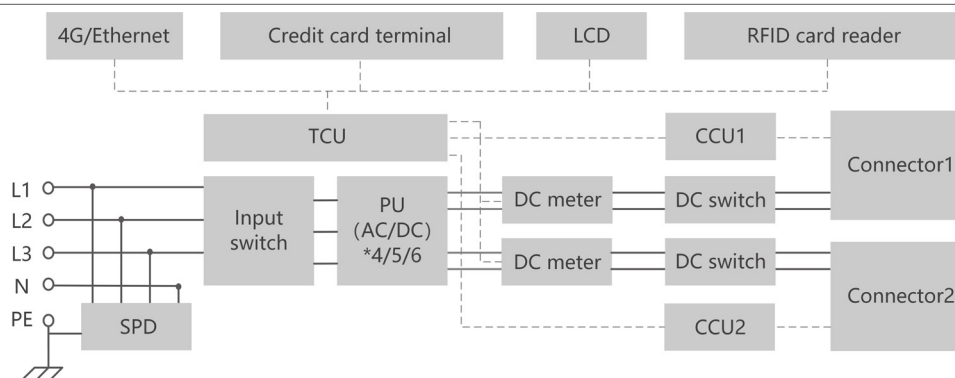 4G/Ethernet
Credit card terminal
LCD
RFID card reader
TCU
CCU1
Connector1
L1
L2
L3
N
PE
Input
switch
PU
(AC/DC)
*4/5/6
DC meter
DC switch
DC meter
DC switch
Connector2
SPD
CCU2